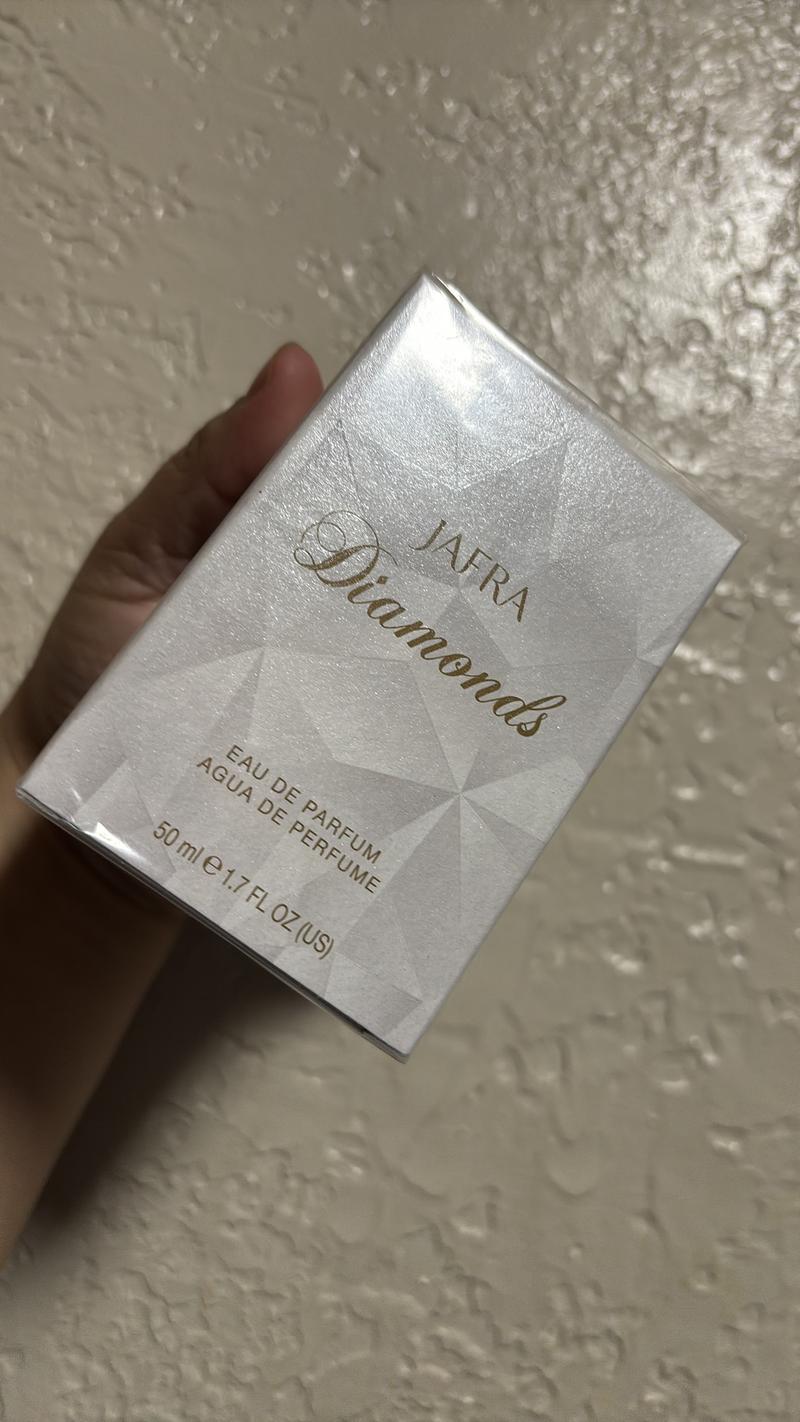 JAFRA
Diamonds
EAU DE PARFUM
AGUA DE PERFUME
50 ml ℮ 1.7 FL OZ (US)